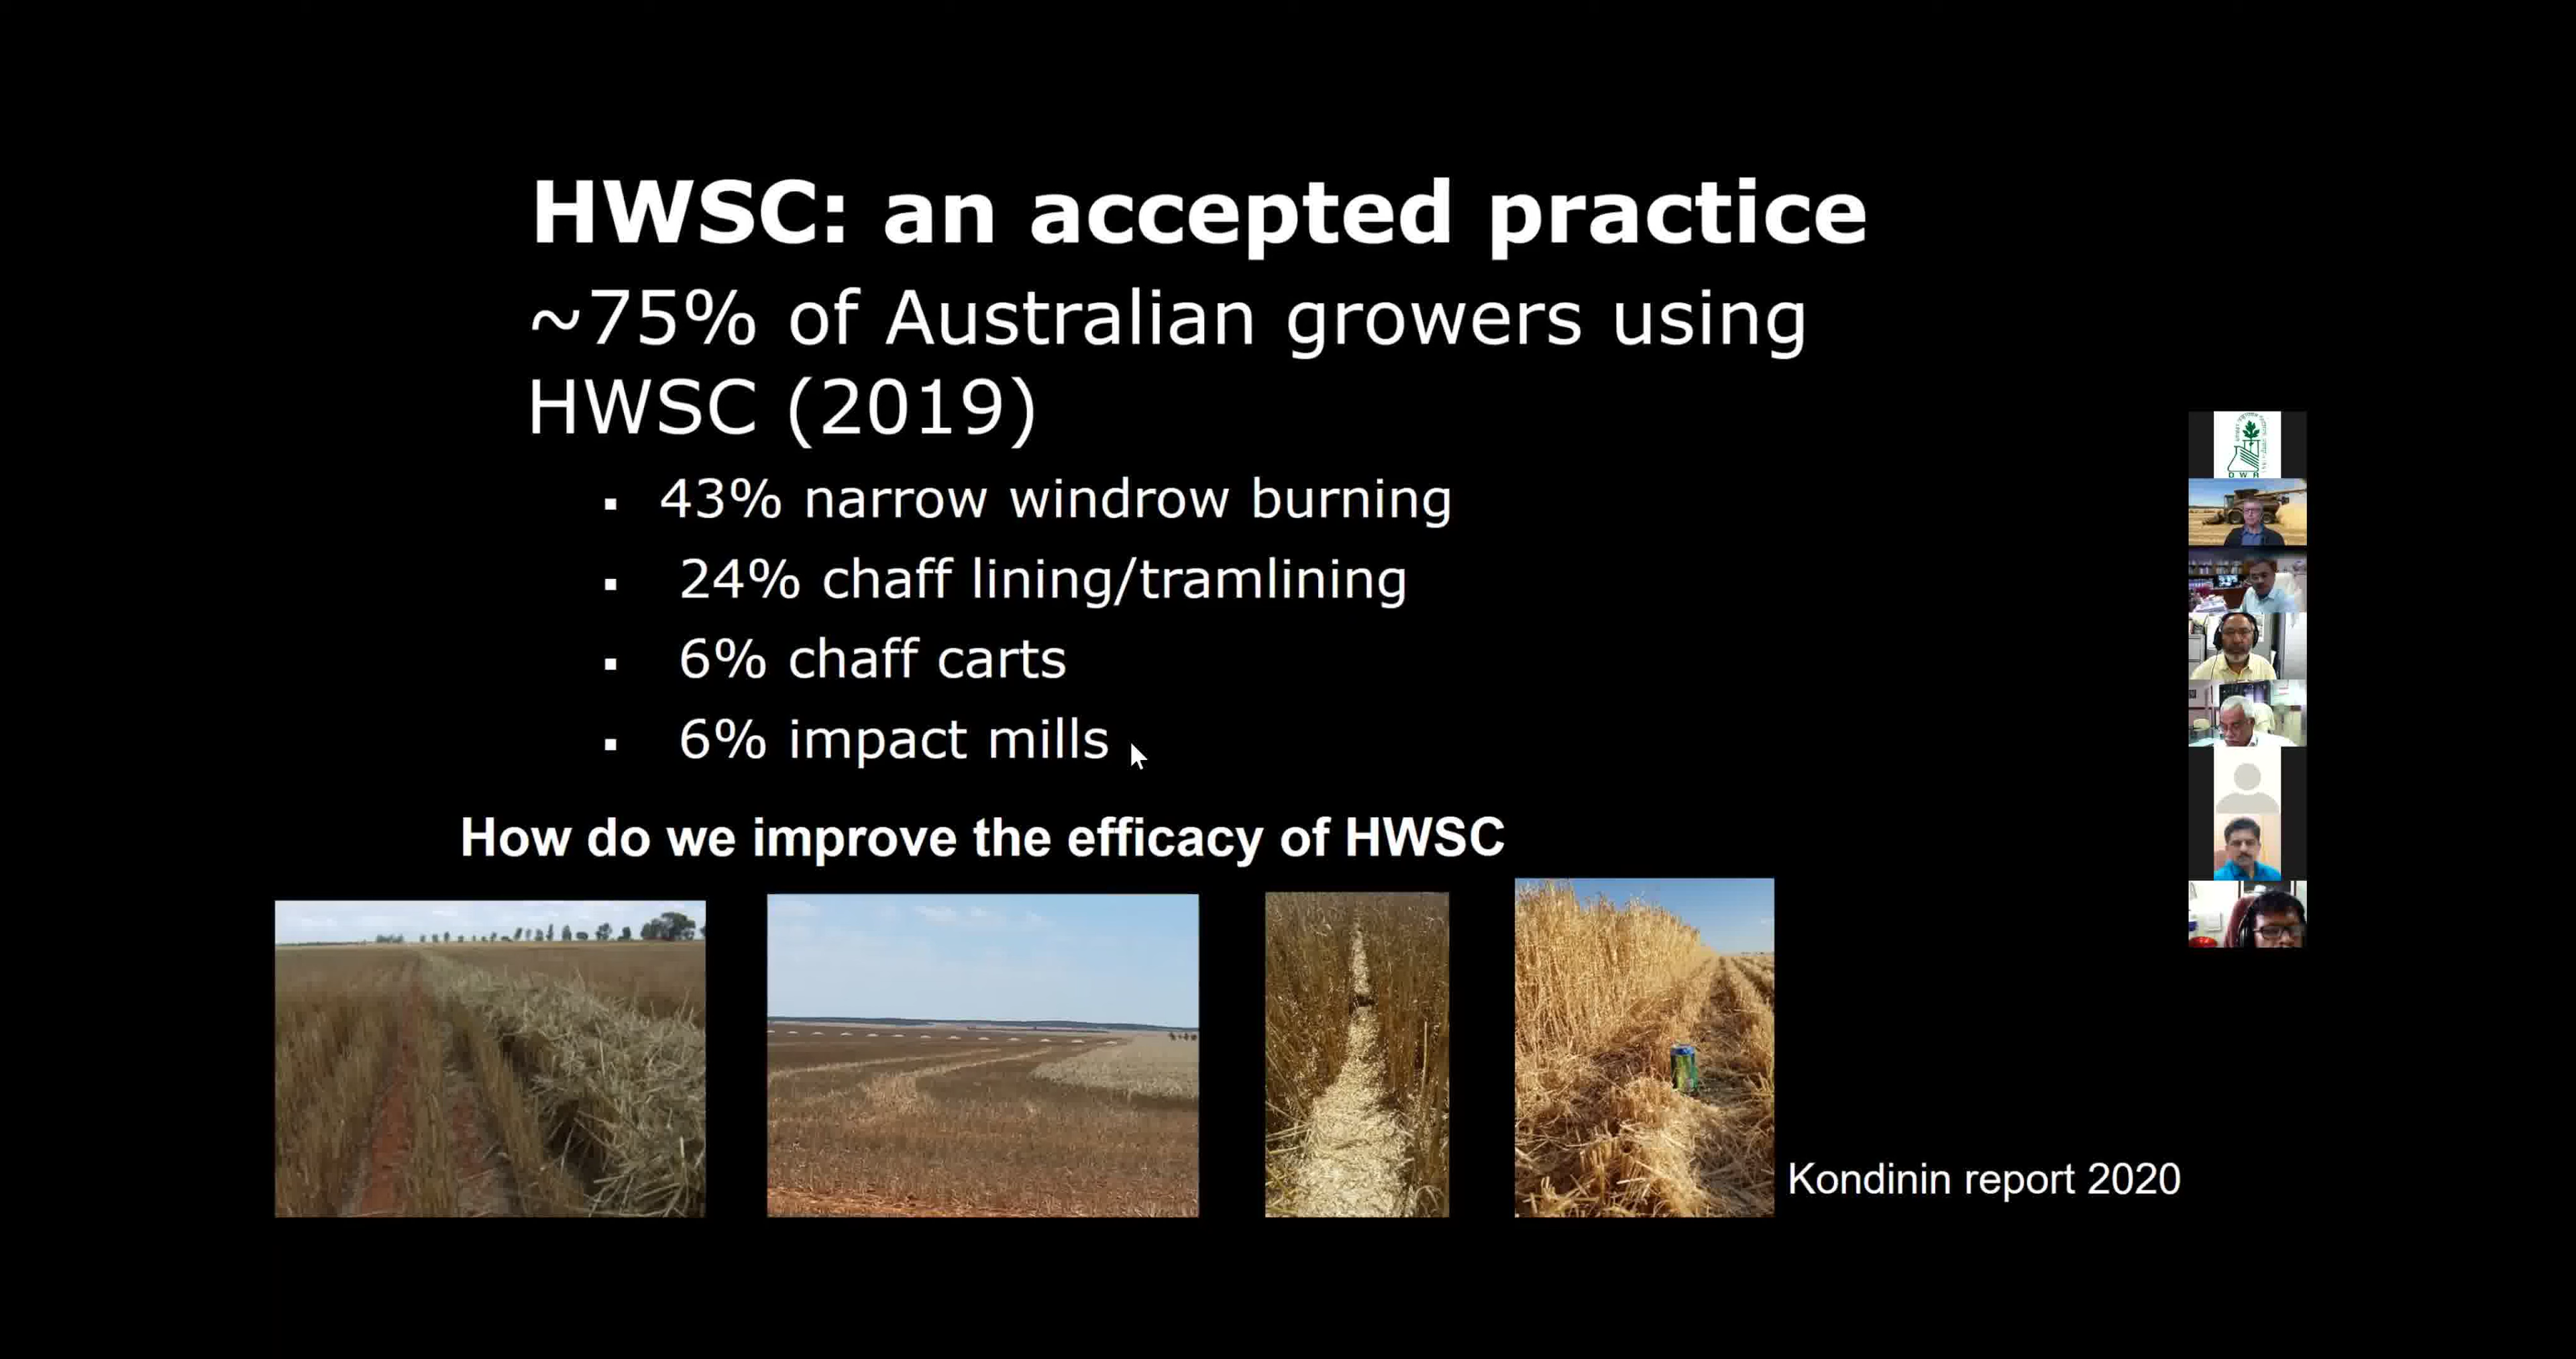 HWSC: an accepted practice
~75% of Australian growers using
HWSC (2019)
▪ 43% narrow windrow burning
▪ 24% chaff lining/tramlining
▪ 6% chaff carts
▪ 6% impact mills
How do we improve the efficacy of HWSC
Kondinin report 2020
D W R